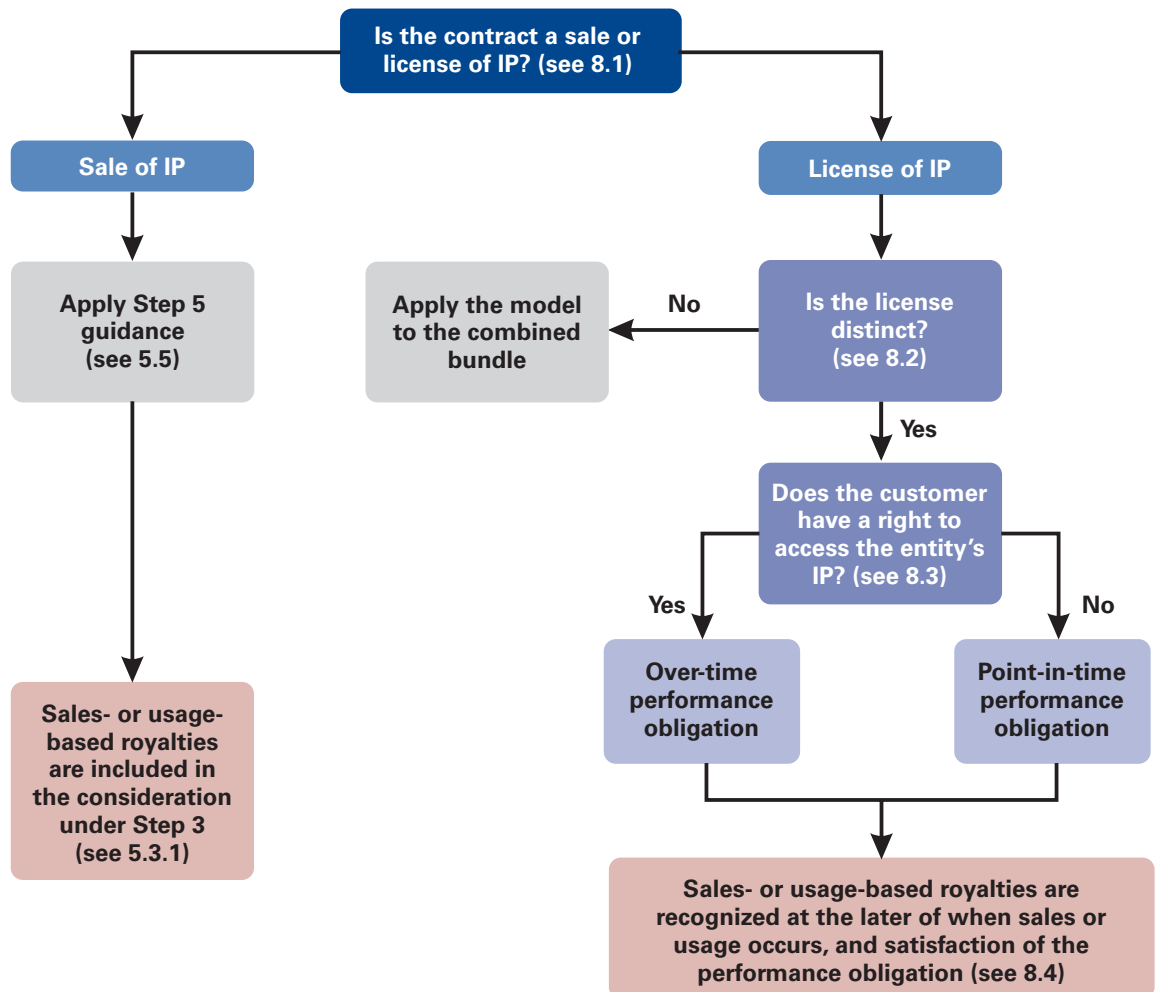 Is the contract a sale or
license of IP? (see 8.1)
Sale of IP
License of IP
Apply Step 5
guidance
(see 5.5)
Apply the model
to the combined
bundle
No
Is the license
distinct?
(see 8.2)
Yes
Does the customer
have a right to
access the entity’s
IP? (see 8.3)
Yes
No
Over-time
performance
obligation
Point-in-time
performance
obligation
Sales- or usage-
based royalties
are included in
the consideration
under Step 3
(see 5.3.1)
Sales- or usage-based royalties are
recognized at the later of when sales or
usage occurs, and satisfaction of the
performance obligation (see 8.4)